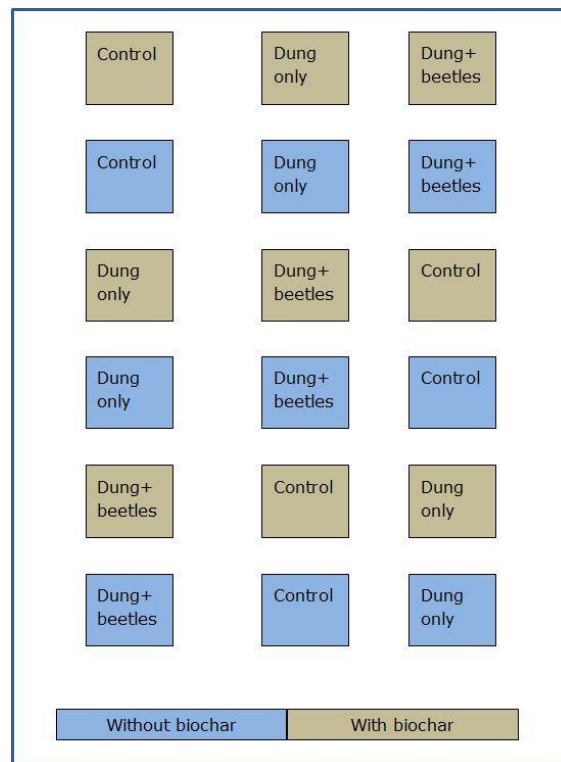 Control
Dung
only
Dung+
beetles
Control
Dung
only
Dung+
beetles
Dung
only
Dung+
beetles
Control
Dung
only
Dung+
beetles
Control
Dung+
beetles
Control
Dung
only
Dung+
beetles
Control
Dung
only
Without biochar
With biochar